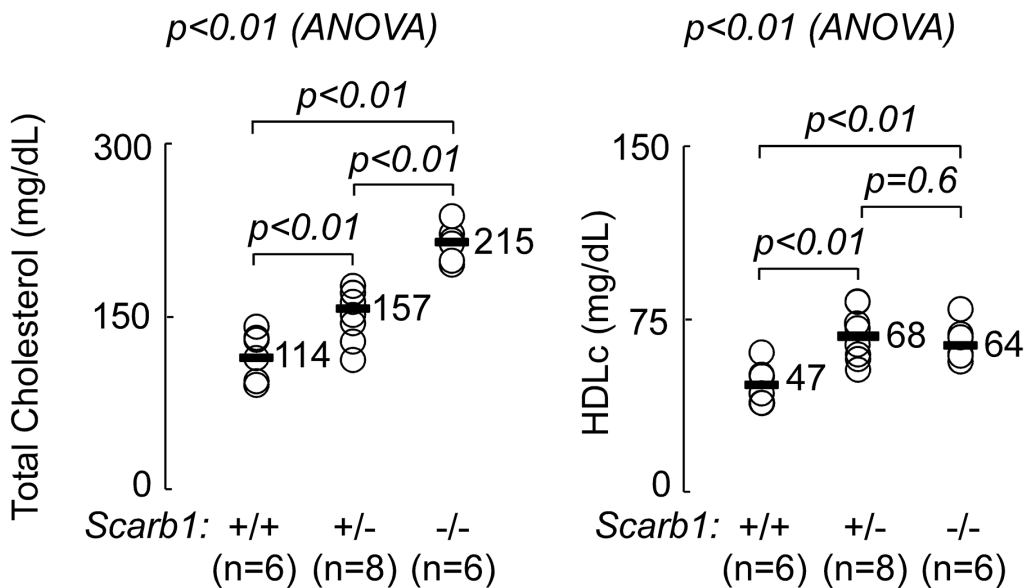 p<0.01 (ANOVA)
p<0.01
p<0.01
p<0.01
Total Cholesterol (mg/dL)
300
150
0
114
157
215
Scarb1: +/+ +/- -/-
(n=6) (n=8) (n=6)
p<0.01 (ANOVA)
p<0.01
p=0.6
p<0.01
HDLc (mg/dL)
150
75
0
47
68
64
Scarb1: +/+ +/- -/-
(n=6) (n=8) (n=6)